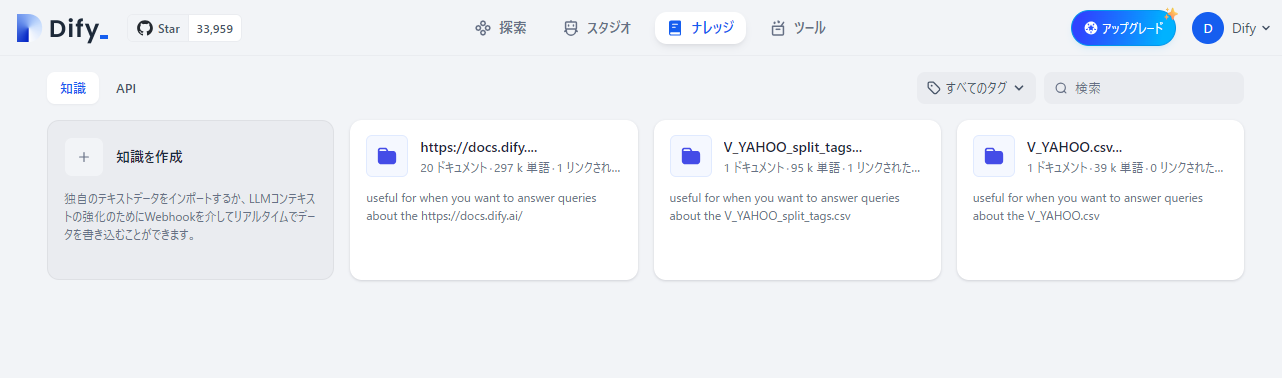 Dify_ Star 33,959 探索 スタジオ ナレッジ ツール アップグレード D Dify
知識 API すべてのタグ 検索
知識を作成
独自のテキストデータをインポートするか、LLMコンテキス
トの強化のためにWebhookを介してリアルタイムでデー
タを書き込むことができます。
https://docs.dify....
20 ドキュメント·297 k 単語·1 リンクされ...
useful for when you want to answer queries
about the https://docs.dify.ai/
V_YAHOO_split_tags...
1 ドキュメント·95 k 単語·1 リンクされた...
useful for when you want to answer queries
about the V_YAHOO_split_tags.csv
V_YAHOO.csv...
1 ドキュメント·39 k 単語·0 リンクされた...
useful for when you want to answer queries
about the V_YAHOO.csv